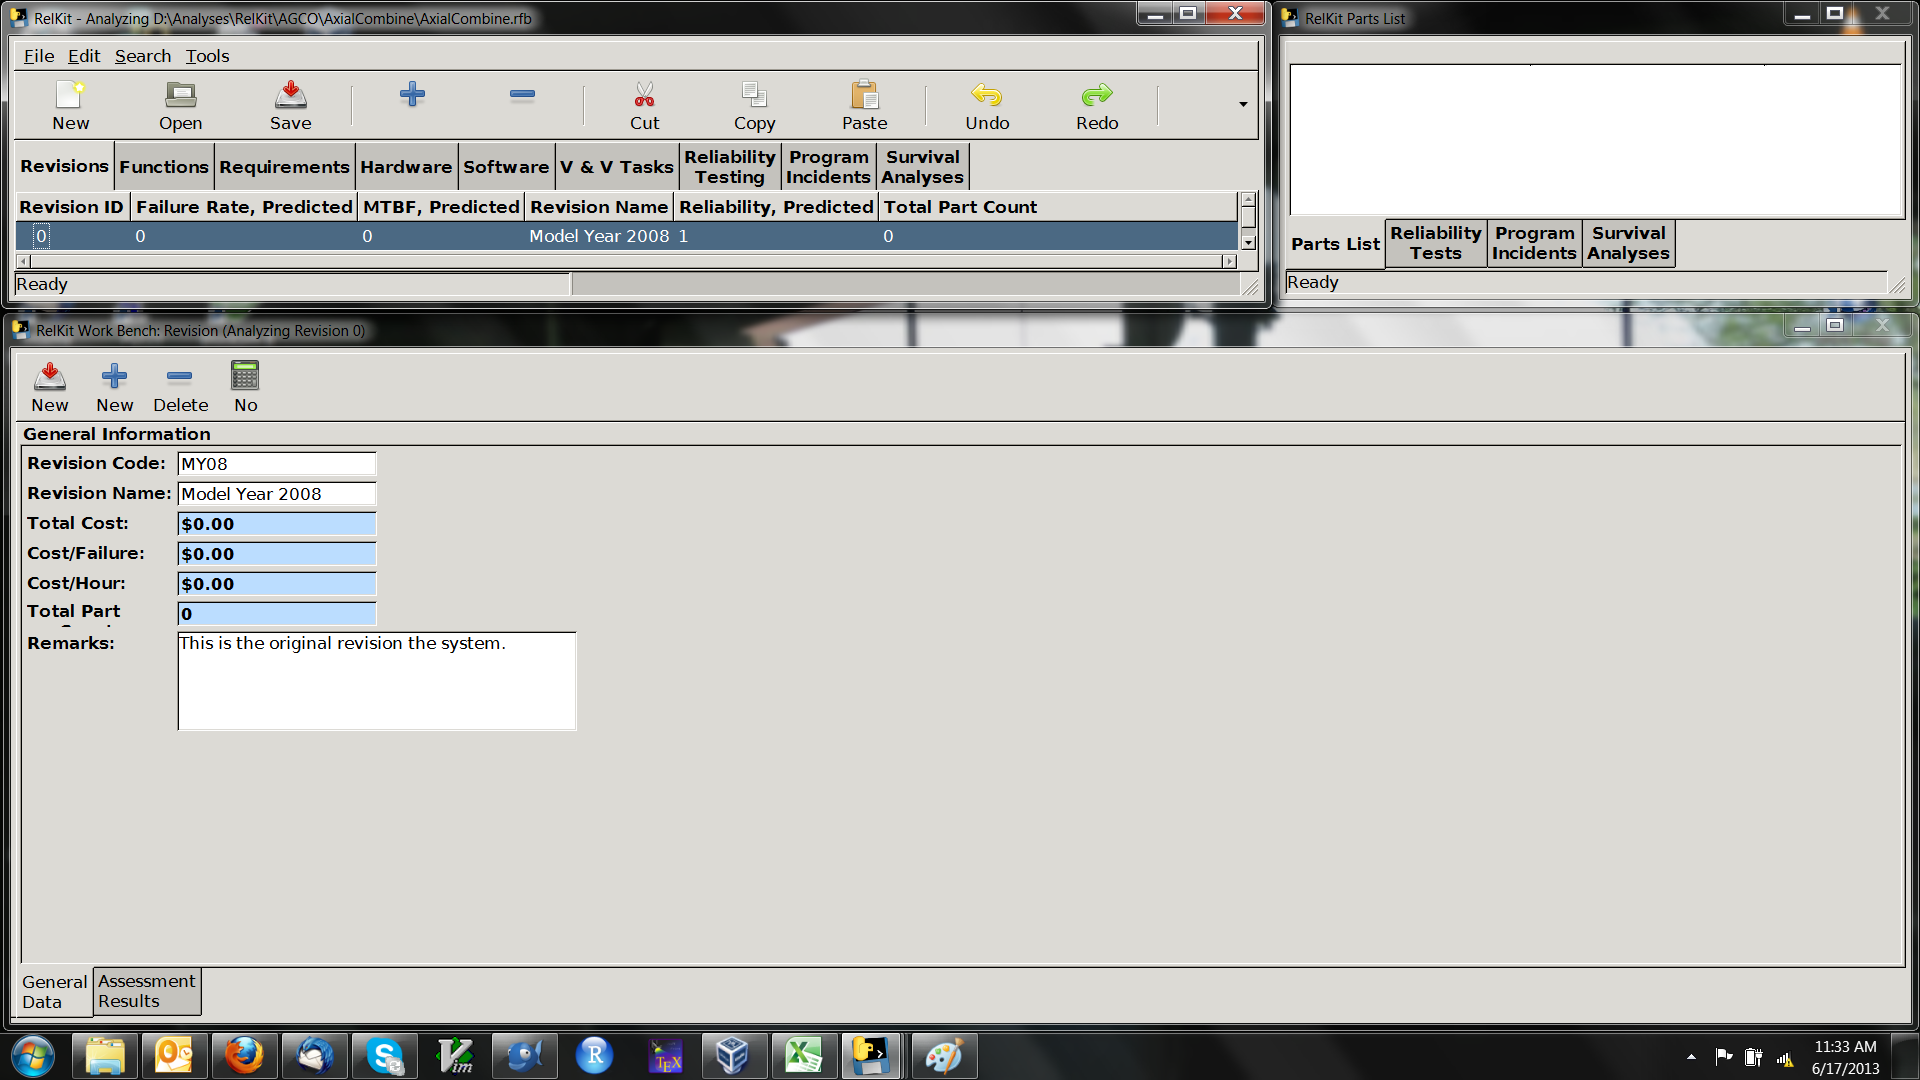 RelKit - Analyzing D:\Analyses\RelKit\AGCO\AxialCombine\AxialCombine.rfb
File Edit Search Tools
New Open Save Cut Copy Paste Undo Redo
Revisions Functions Requirements Hardware Software V & V Tasks Reliability Testing Program Incidents Survival Analyses
Revision ID Failure Rate, Predicted MTBF, Predicted Revision Name Reliability, Predicted Total Part Count
0 0 0 Model Year 2008 1 0
Ready
RelKit Parts List
Parts List Reliability Tests Program Incidents Survival Analyses
Ready
RelKit Work Bench: Revision (Analyzing Revision 0)
New New Delete No
General Information
Revision Code: MY08
Revision Name: Model Year 2008
Total Cost: $0.00
Cost/Failure: $0.00
Cost/Hour: $0.00
Total Part 0
Remarks: This is the original revision the system.
General Data Assessment Results
Vim R TEX
11:33 AM
6/17/2013